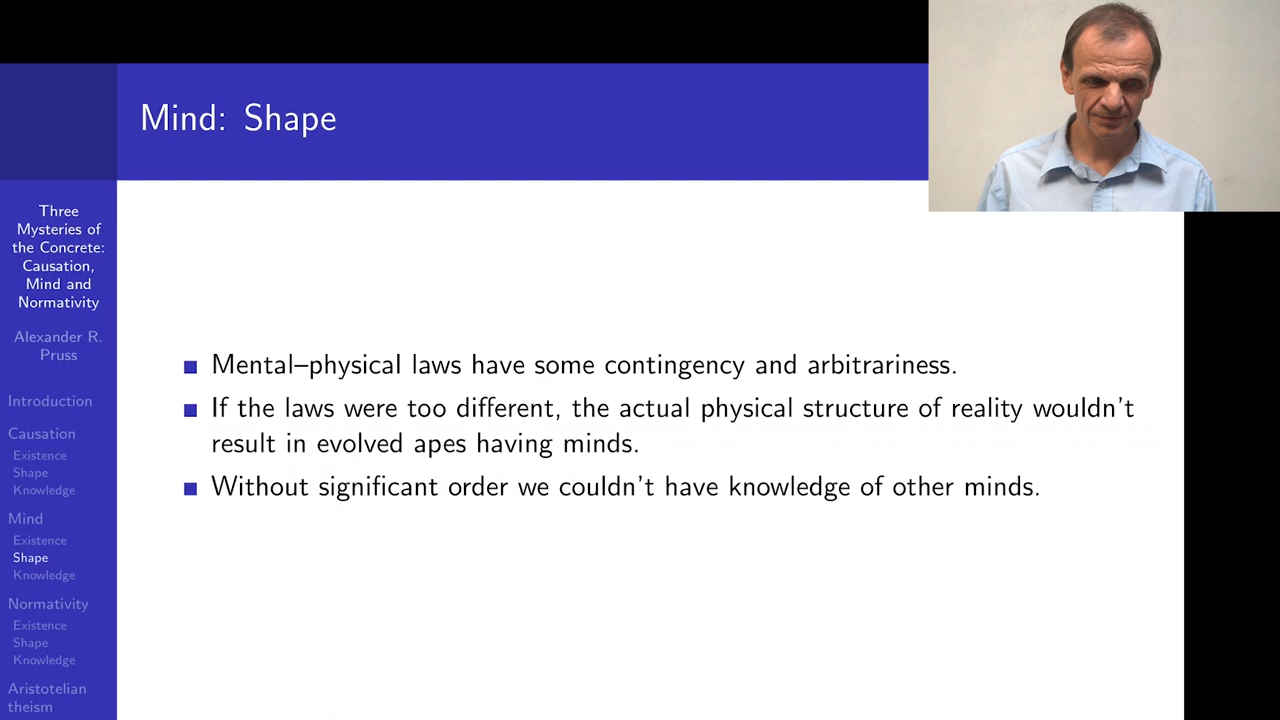 Mind: Shape
Three
Mysteries of
the Concrete:
Causation,
Mind and
Normativity
Alexander R.
Pruss
Introduction
Causation
Existence
Shape
Knowledge
Mind
Existence
Shape
Knowledge
Normativity
Existence
Shape
Knowledge
Aristotelian
theism
Mental–physical laws have some contingency and arbitrariness.
If the laws were too different, the actual physical structure of reality wouldn't
result in evolved apes having minds.
Without significant order we couldn't have knowledge of other minds.